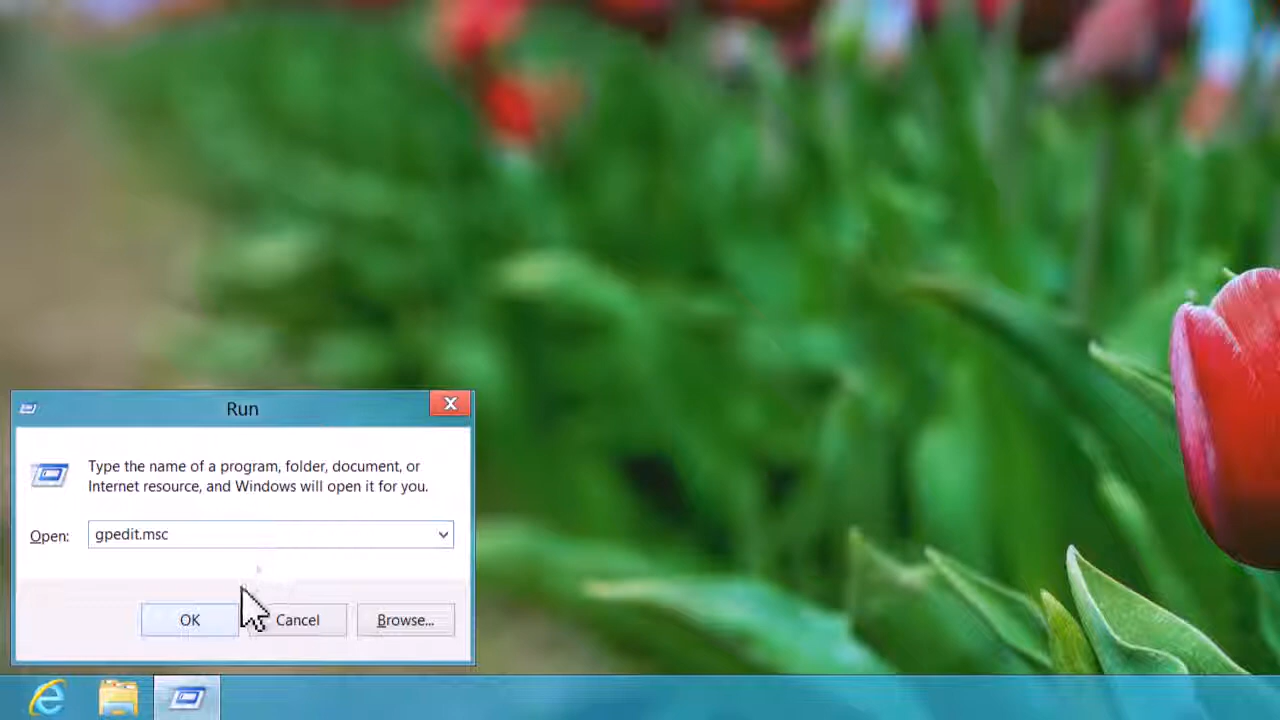 Run
Type the name of a program, folder, document, or
Internet resource, and Windows will open it for you.
Open:
gpedit.msc
OK
Cancel
Browse...